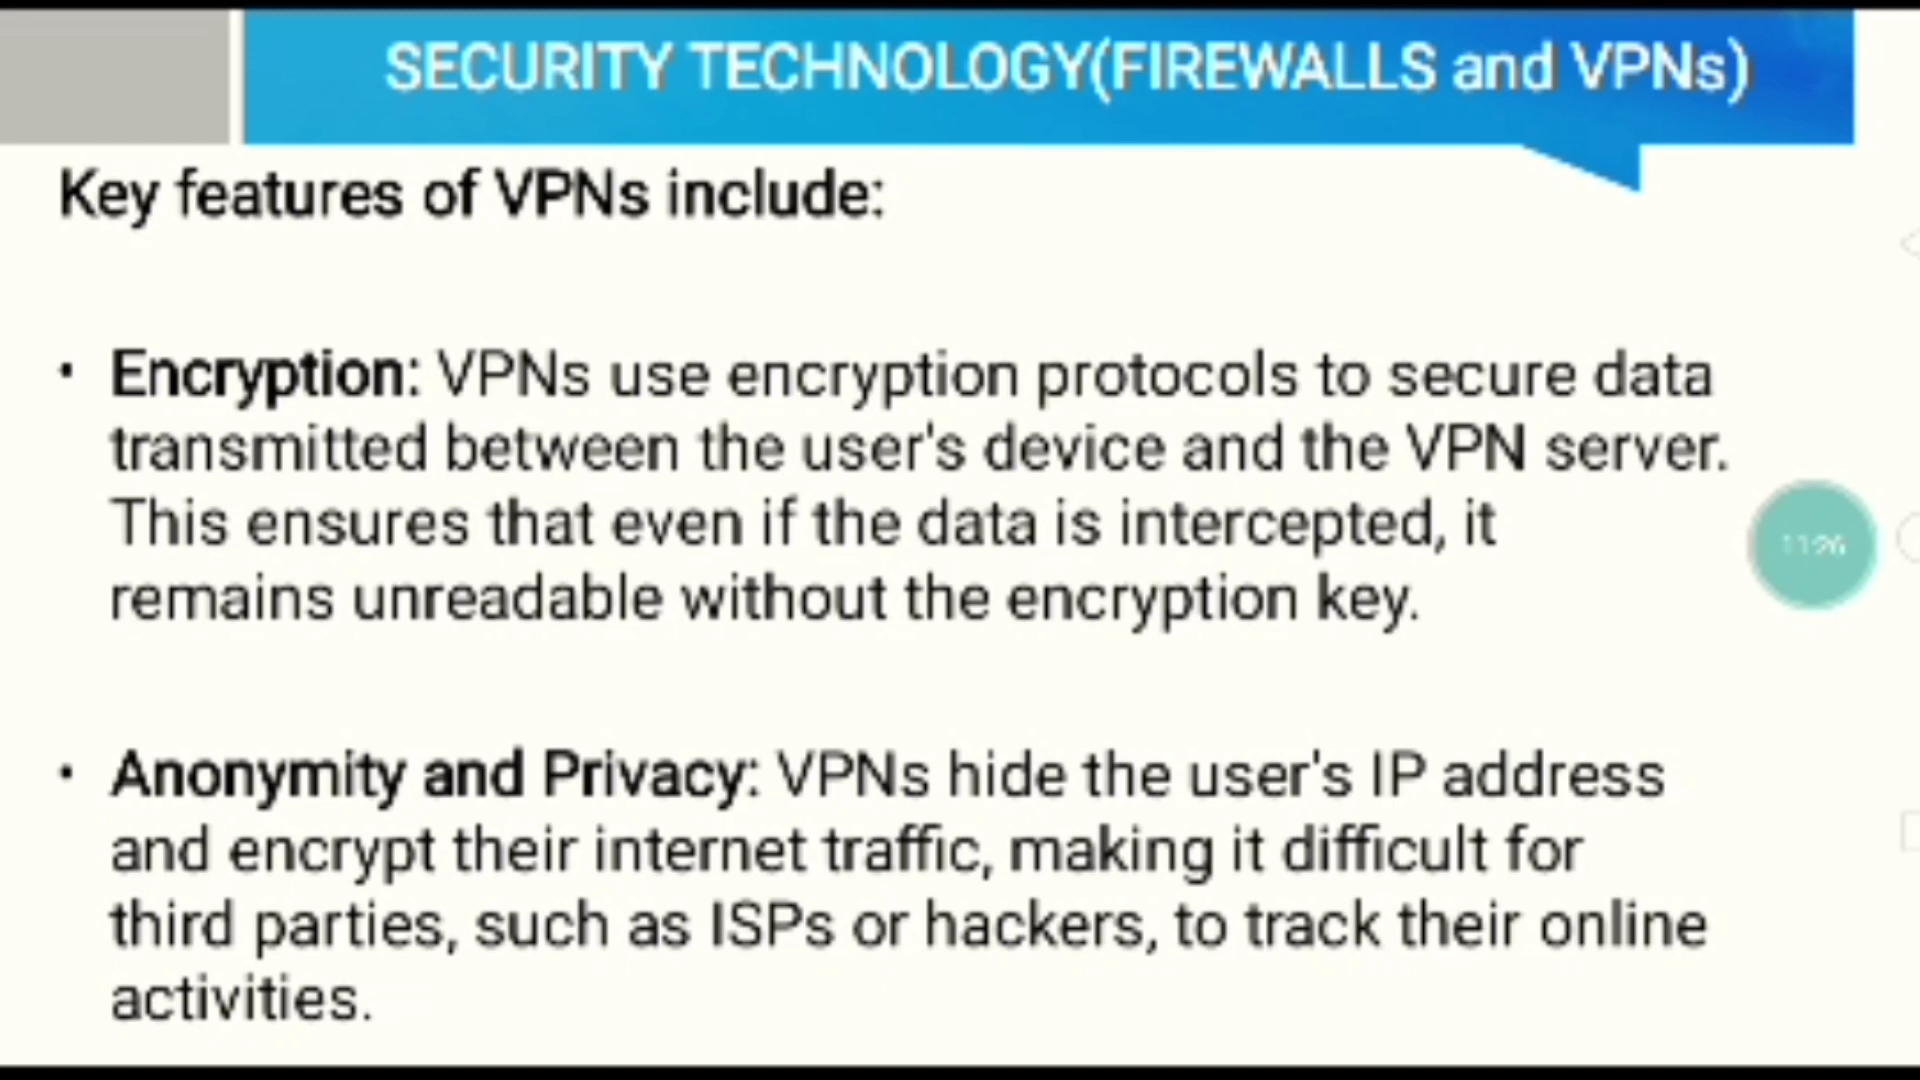 SECURITY TECHNOLOGY(FIREWALLS and VPNs)
Key features of VPNs include:
• Encryption: VPNs use encryption protocols to secure data
transmitted between the user's device and the VPN server.
This ensures that even if the data is intercepted, it
remains unreadable without the encryption key.
11:26
• Anonymity and Privacy: VPNs hide the user's IP address
and encrypt their internet traffic, making it difficult for
third parties, such as ISPs or hackers, to track their online
activities.